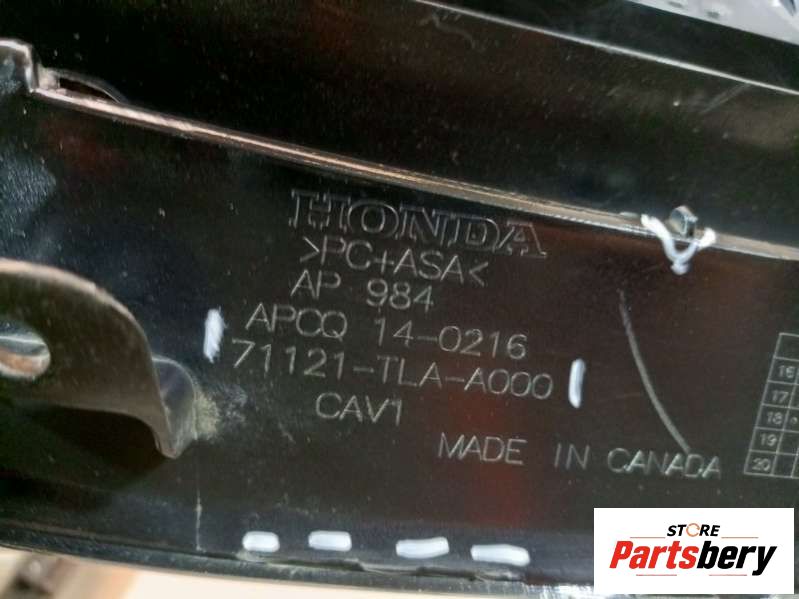 HONDA
>PC+ASA<
AP 984
APCQ 14-0216
71121-TLA-A000
CAV1
MADE IN CANADA
16
17
18
19
20
STORE
Partsbery